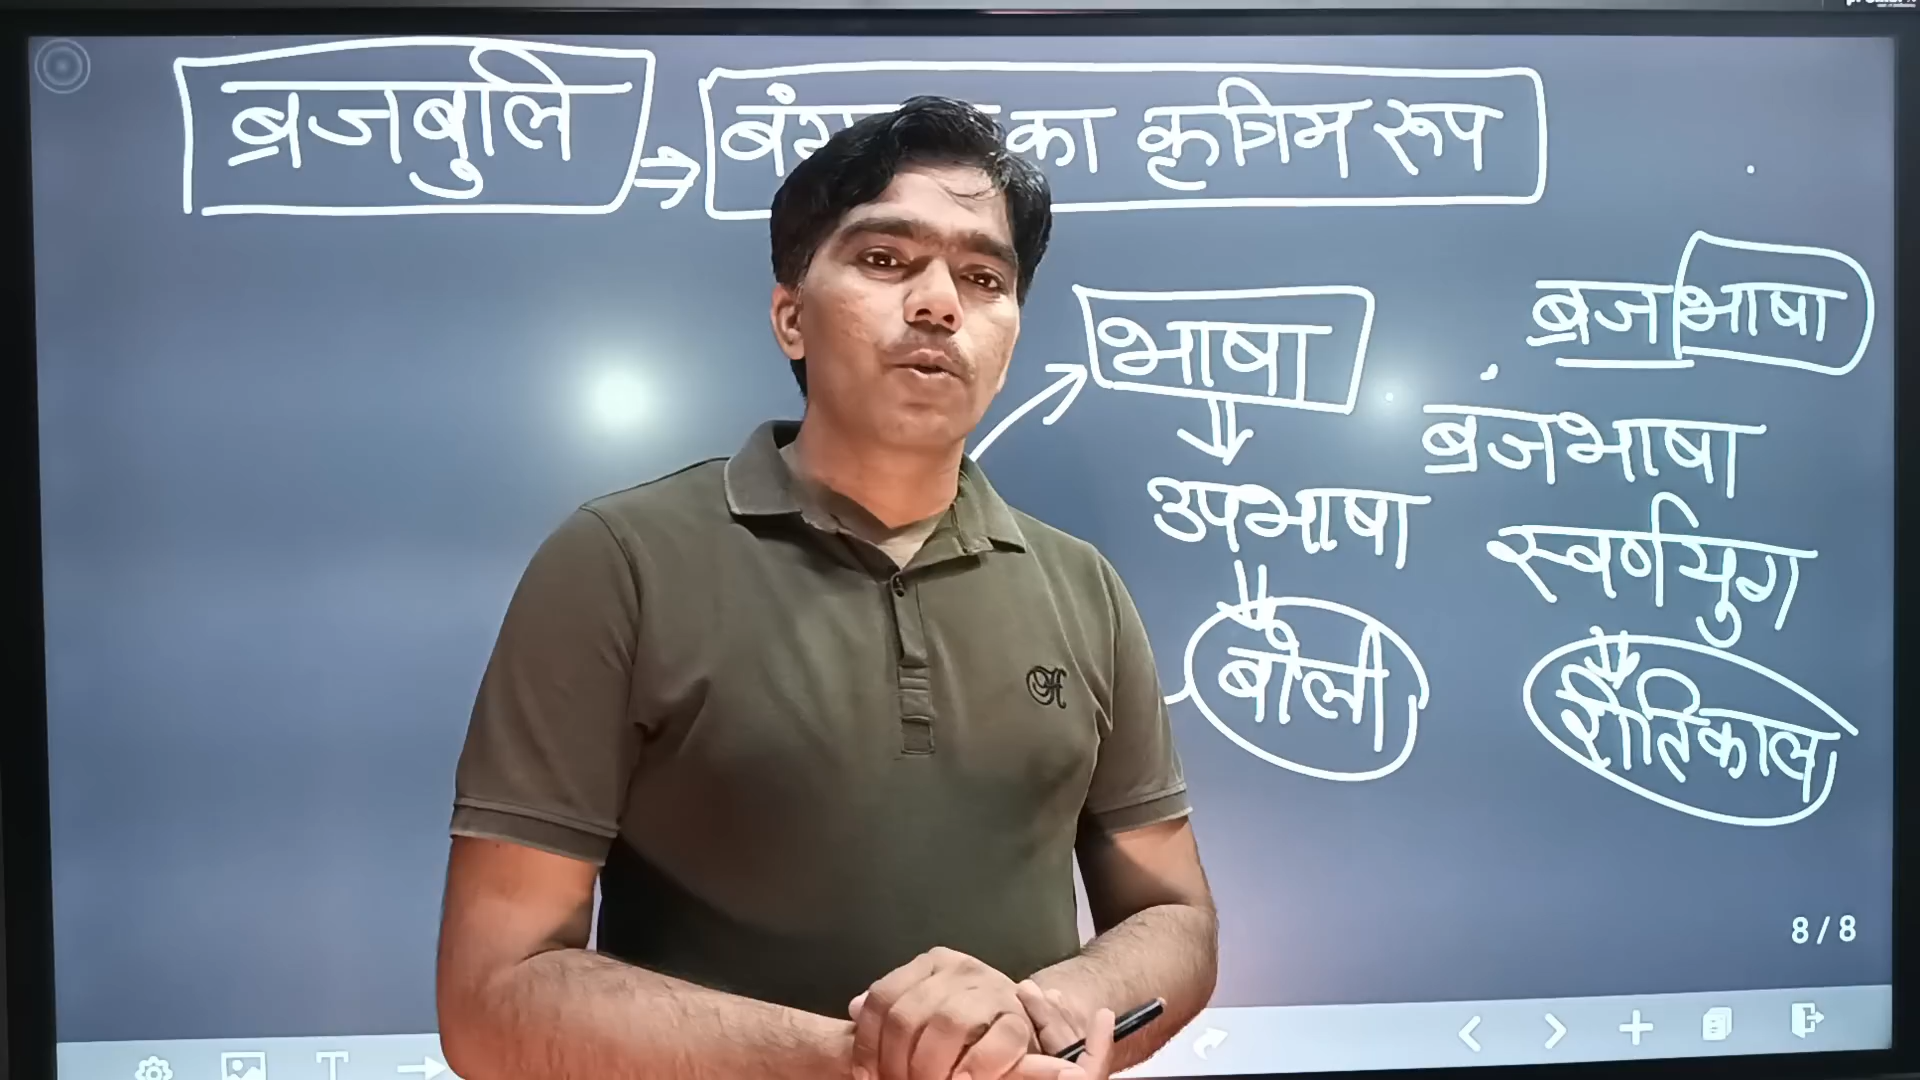 ब्रजबुलि ⇒ का कृत्रिम रूप
ब्रजभाषा
भाषा
ब्रजभाषा
उपभाषा
स्वर्णयुग
बोली
रीतिकाल
8/8